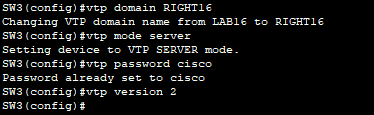 SW3(config)#vtp domain RIGHT16
Changing VTP domain name from LAB16 to RIGHT16
SW3(config)#vtp mode server
Setting device to VTP SERVER mode.
SW3(config)#vtp password cisco
Password already set to cisco
SW3(config)#vtp version 2
SW3(config)#